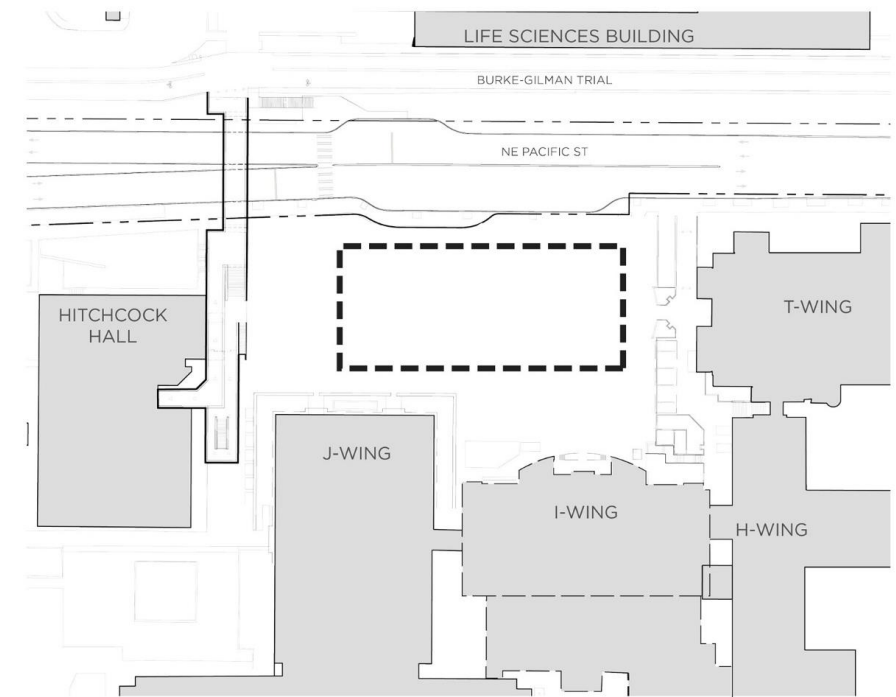 LIFE SCIENCES BUILDING
BURKE-GILMAN TRIAL
NE PACIFIC ST
HITCHCOCK
HALL
T-WING
J-WING
I-WING
H-WING